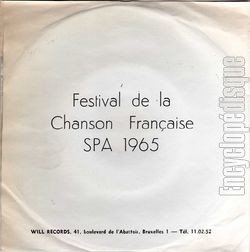 Festival de la
Chanson Française
SPA 1965
WILL RECORDS, 41, boulevard de l'Abattoir, Bruxelles 1 — Tél. 11.02.52
Encyclopédisque